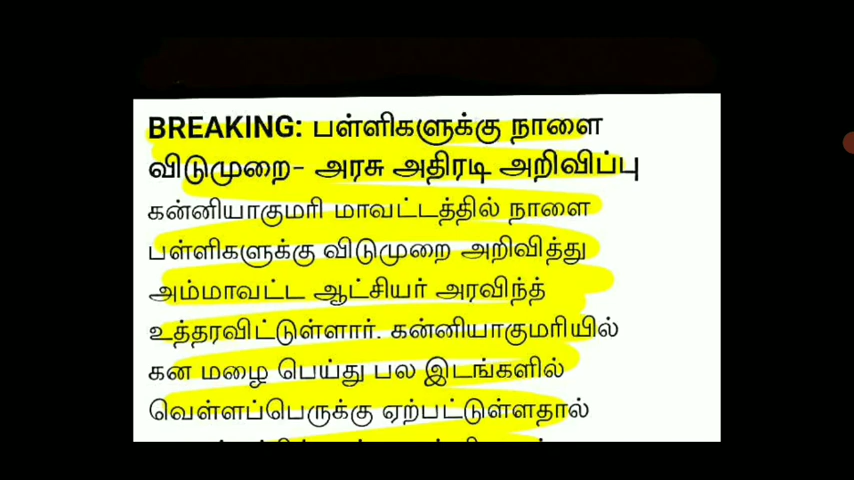 BREAKING: பள்ளிகளுக்கு நாளை
விடுமுறை- அரசு அதிரடி அறிவிப்பு
கன்னியாகுமரி மாவட்டத்தில் நாளை
பள்ளிகளுக்கு விடுமுறை அறிவித்து
அம்மாவட்ட ஆட்சியர் அரவிந்த்
உத்தரவிட்டுள்ளார். கன்னியாகுமரியில்
கன மழை பெய்து பல இடங்களில்
வெள்ளப்பெருக்கு ஏற்பட்டுள்ளதால்